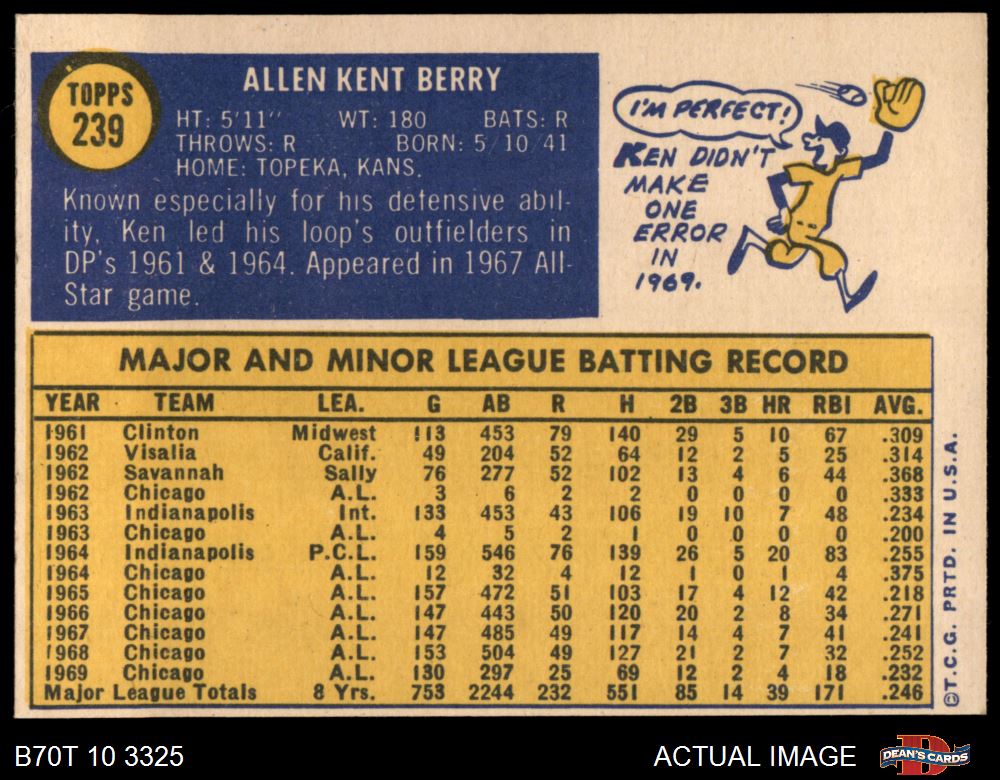 TOPPS
239
ALLEN KENT BERRY
HT: 5'11" WT: 180 BATS: R
THROWS: R BORN: 5/10/41
HOME: TOPEKA, KANS.
Known especially for his defensive abil-
ity, Ken led his loop's outfielders in
DP's 1961 & 1964. Appeared in 1967 All-
Star game.
I'M PERFECT!
KEN DIDN'T
MAKE
ONE
ERROR
IN
1969.
MAJOR AND MINOR LEAGUE BATTING RECORD
YEAR TEAM LEA. G AB R H 2B 3B HR RBI AVG.
1961 Clinton Midwest 113 453 79 140 29 5 10 67 .309
1962 Visalia Calif. 49 204 52 64 12 2 5 25 .314
1962 Savannah Sally 76 277 52 102 13 4 6 44 .368
1962 Chicago A.L. 3 6 2 2 0 0 0 0 .333
1963 Indianapolis Int. 133 453 43 106 19 10 7 48 .234
1963 Chicago A.L. 4 5 2 1 0 0 0 0 .200
1964 Indianapolis P.C.L. 159 546 76 139 26 5 20 83 .255
1964 Chicago A.L. 12 32 4 12 1 0 1 4 .375
1965 Chicago A.L. 157 472 51 103 17 4 12 42 .218
1966 Chicago A.L. 147 443 50 120 20 2 8 34 .271
1967 Chicago A.L. 147 485 49 117 14 4 7 41 .241
1968 Chicago A.L. 153 504 49 127 21 2 7 32 .252
1969 Chicago A.L. 130 297 25 69 12 2 4 18 .232
Major League Totals 8 Yrs. 753 2244 232 551 85 14 39 171 .246
©T.C.G. PRTD. IN U.S.A.
B70T 10 3325
ACTUAL IMAGE
DEAN'S CARDS